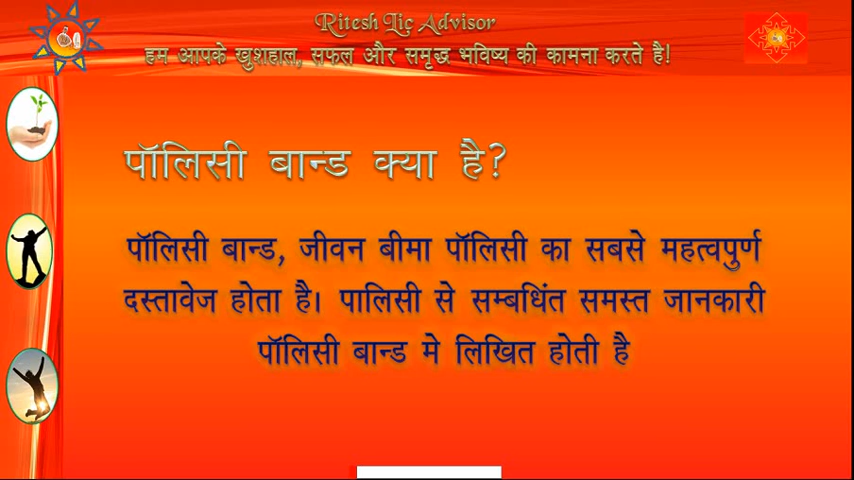 Ritesh Lic Advisor
हम आपके खुशहाल, सफल और समृद्ध भविष्य की कामना करते है!
पॉलिसी बान्ड क्या है?
पॉलिसी बान्ड, जीवन बीमा पॉलिसी का सबसे महत्वपुर्ण
दस्तावेज होता है। पालिसी से सम्बधिंत समस्त जानकारी
पॉलिसी बान्ड मे लिखित होती है